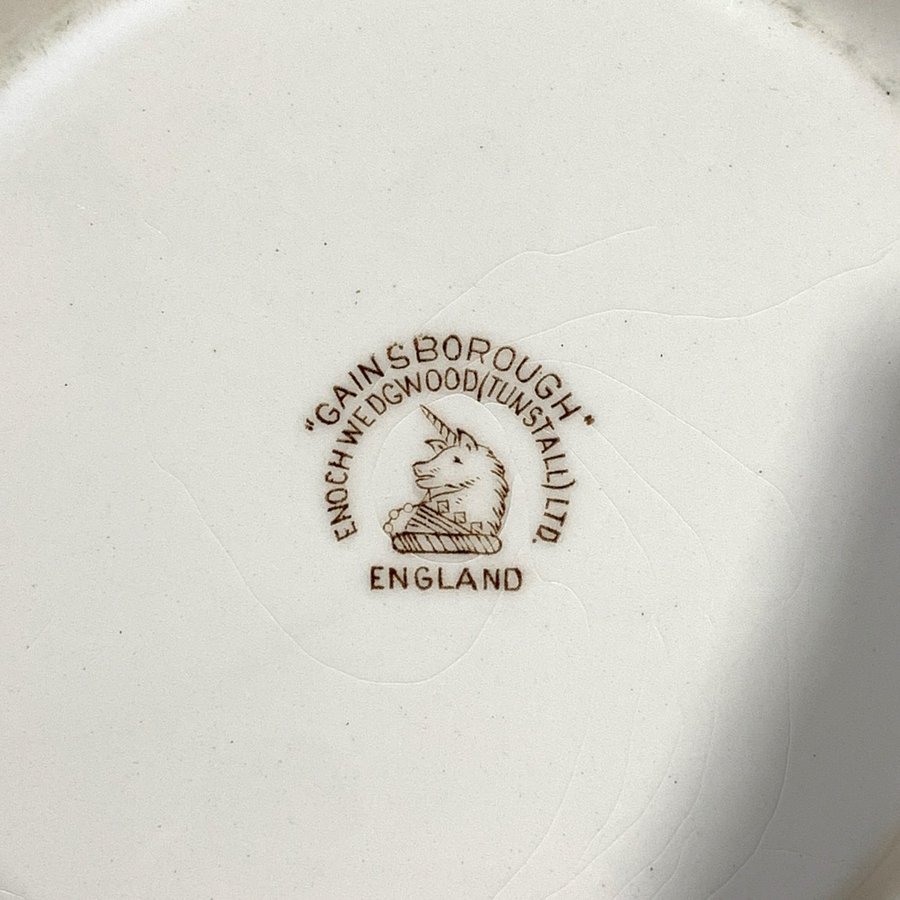 "GAINSBOROUGH"
ENOCH WEDGWOOD (TUNSTALL) LTD.
ENGLAND